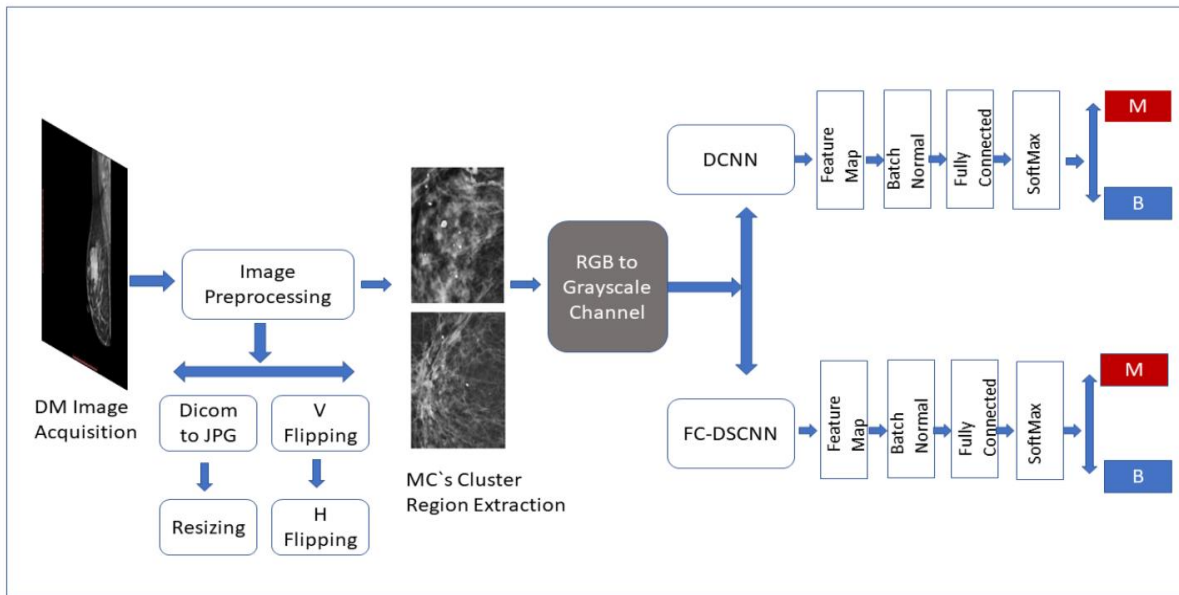 DM Image
Acquisition
Image
Preprocessing
Dicom
to JPG
V
Flipping
Resizing
H
Flipping
MC`s Cluster
Region Extraction
RGB to
Grayscale
Channel
DCNN
Feature
Map
Batch
Normal
Fully
Connected
SoftMax
M
B
FC-DSCNN
Feature
Map
Batch
Normal
Fully
Connected
SoftMax
M
B